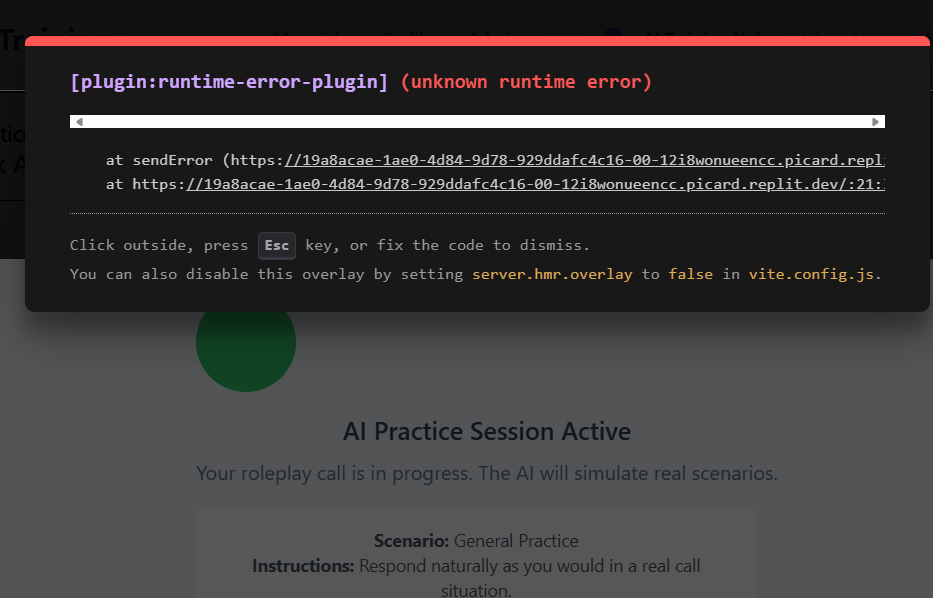 [plugin:runtime-error-plugin] (unknown runtime error)
at sendError (https://19a8acae-1ae0-4d84-9d78-929ddafc4c16-00-12i8wonueencc.picard.repl
at https://19a8acae-1ae0-4d84-9d78-929ddafc4c16-00-12i8wonueencc.picard.replit.dev/:21:
Click outside, press Esc key, or fix the code to dismiss.
You can also disable this overlay by setting server.hmr.overlay to false in vite.config.js.
AI Practice Session Active
Your roleplay call is in progress. The AI will simulate real scenarios.
Scenario: General Practice
Instructions: Respond naturally as you would in a real call
situation.